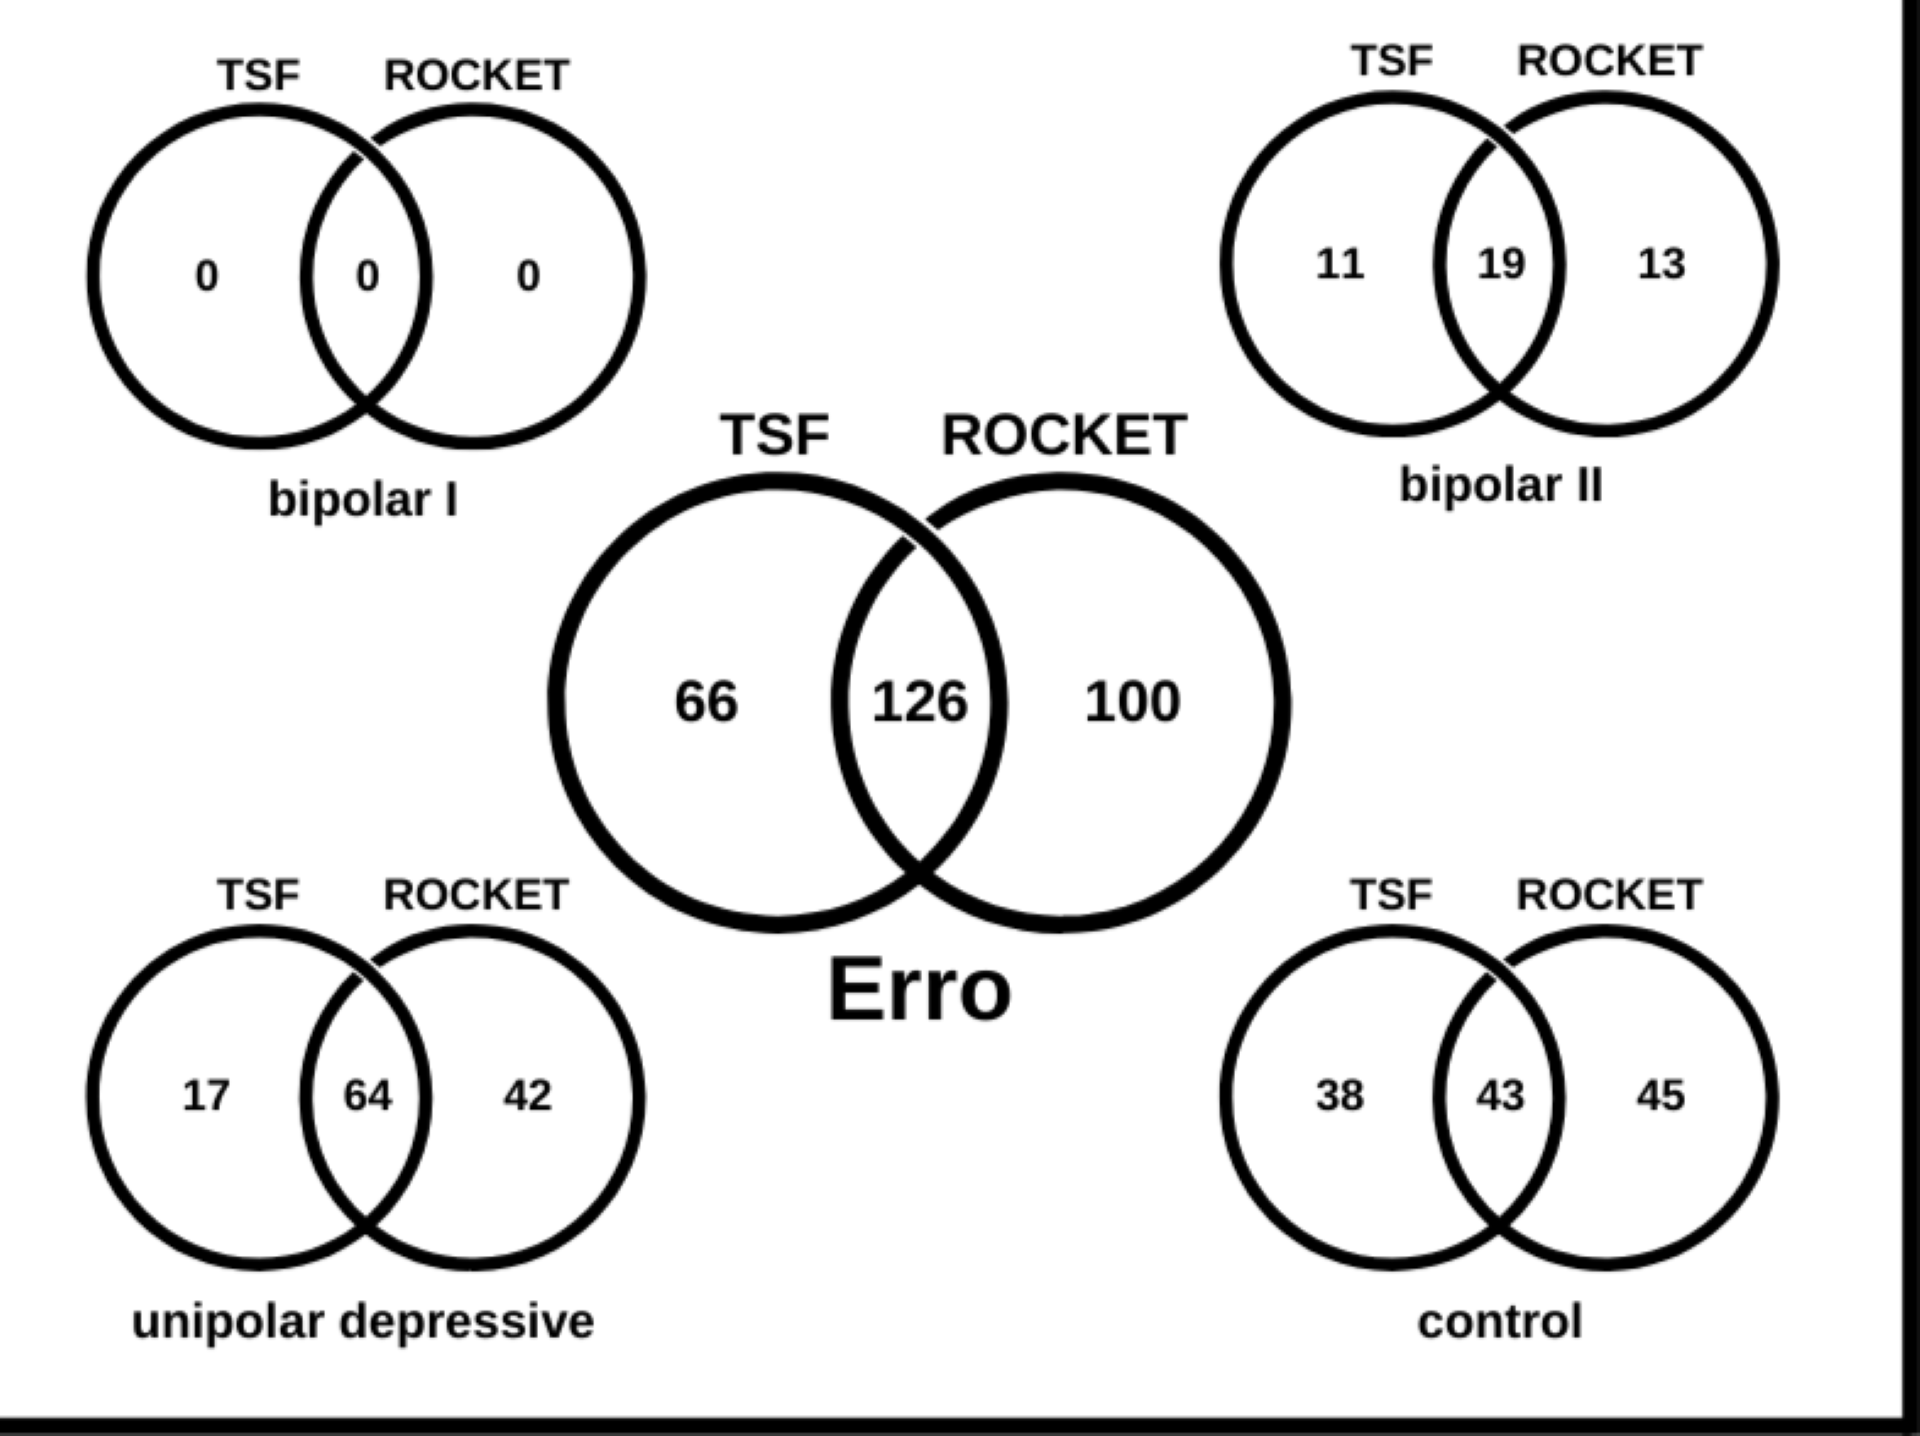 TSF ROCKET
0 0 0
bipolar I
TSF ROCKET
11 19 13
bipolar II
TSF ROCKET
66 126 100
Erro
TSF ROCKET
17 64 42
unipolar depressive
TSF ROCKET
38 43 45
control